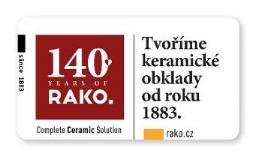 since 1883
140
YEARS OF
RAKO.
Complete Ceramic Solution
Tvoříme
keramické
obklady
od roku
1883.
rako.cz